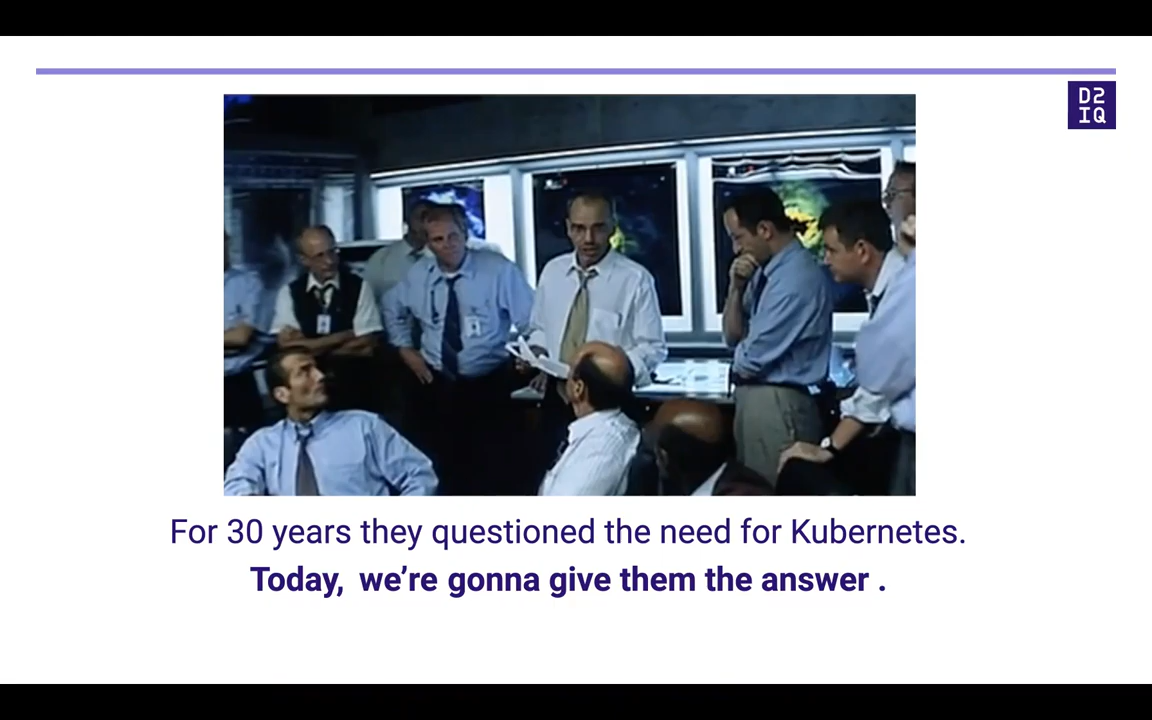 D2
IQ
For 30 years they questioned the need for Kubernetes.
Today, we’re gonna give them the answer .